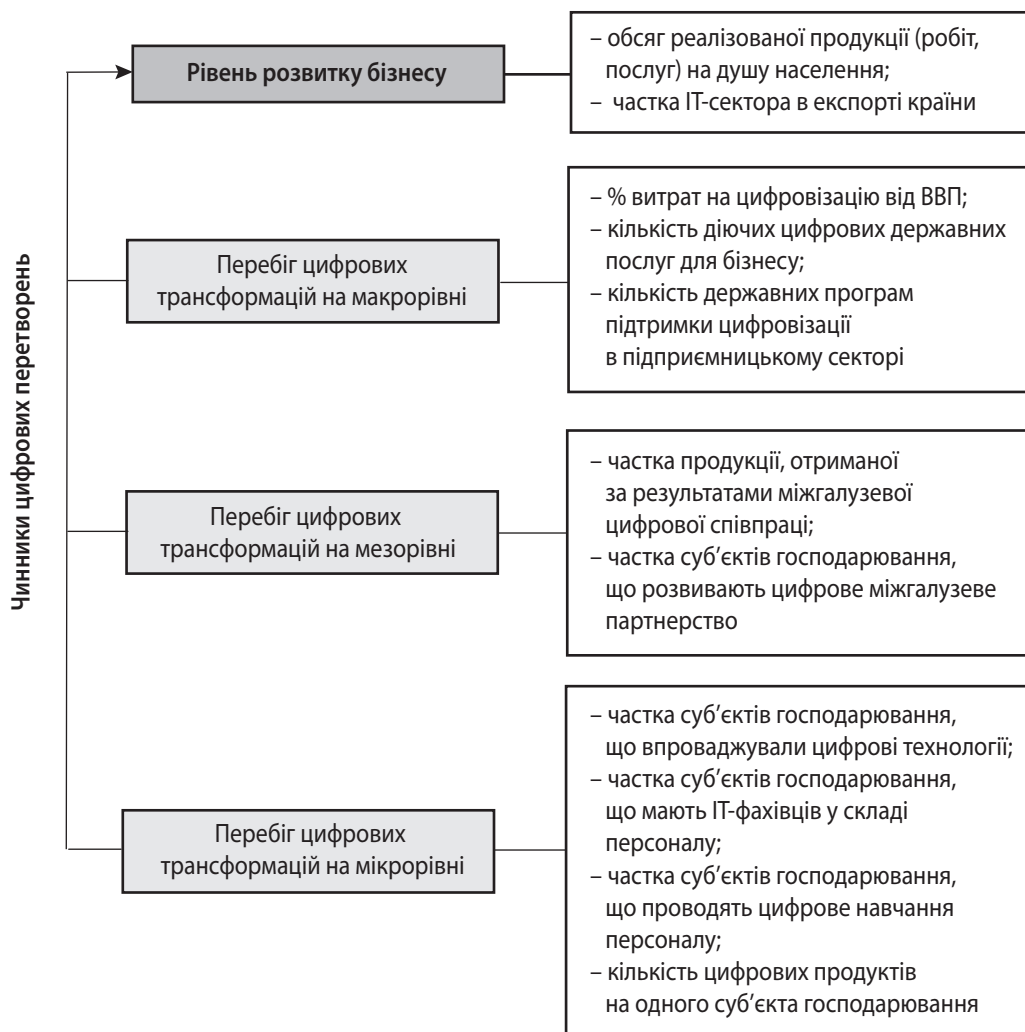 Чинники цифрових перетворень
Рівень розвитку бізнесу
– обсяг реалізованої продукції (робіт,
послуг) на душу населення;
– частка ІТ-сектора в експорті країни
Перебіг цифрових
трансформацій на макрорівні
– % витрат на цифровізацію від ВВП;
– кількість діючих цифрових державних
послуг для бізнесу;
– кількість державних програм
підтримки цифровізації
в підприємницькому секторі
Перебіг цифрових
трансформацій на мезорівні
– частка продукції, отриманої
за результатами міжгалузевої
цифрової співпраці;
– частка суб’єктів господарювання,
що розвивають цифрове міжгалузеве
партнерство
Перебіг цифрових
трансформацій на мікрорівні
– частка суб’єктів господарювання,
що впроваджували цифрові технології;
– частка суб’єктів господарювання,
що мають ІТ-фахівців у складі
персоналу;
– частка суб’єктів господарювання,
що проводять цифрове навчання
персоналу;
– кількість цифрових продуктів
на одного суб’єкта господарювання